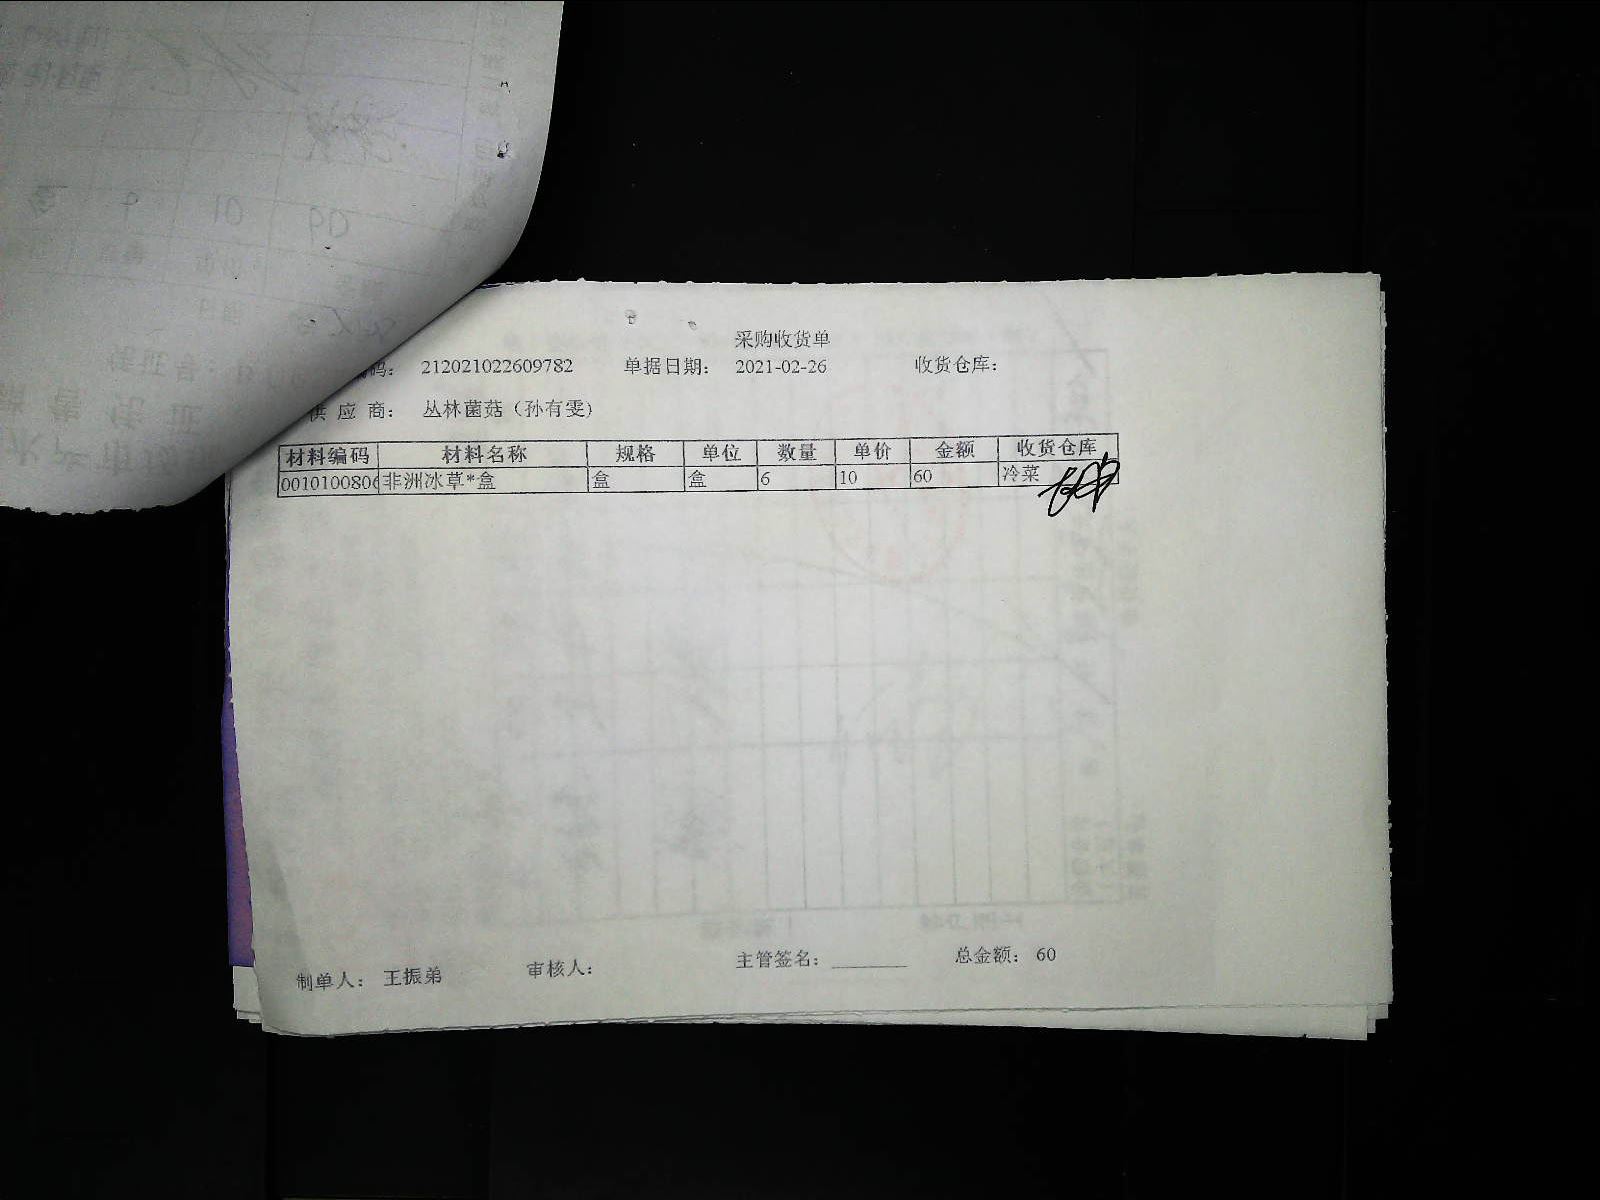 采购收货单
码： 212021022609782 单据日期： 2021-02-26 收货仓库：
供 应 商： 丛林菌菇（孙有雯）
材料编码 材料名称 规格 单位 数量 单价 金额 收货仓库
0010100806 非洲冰草*盒 盒 盒 6 10 60 冷菜
制单人： 王振弟 审核人： 主管签名： ________ 总金额： 60